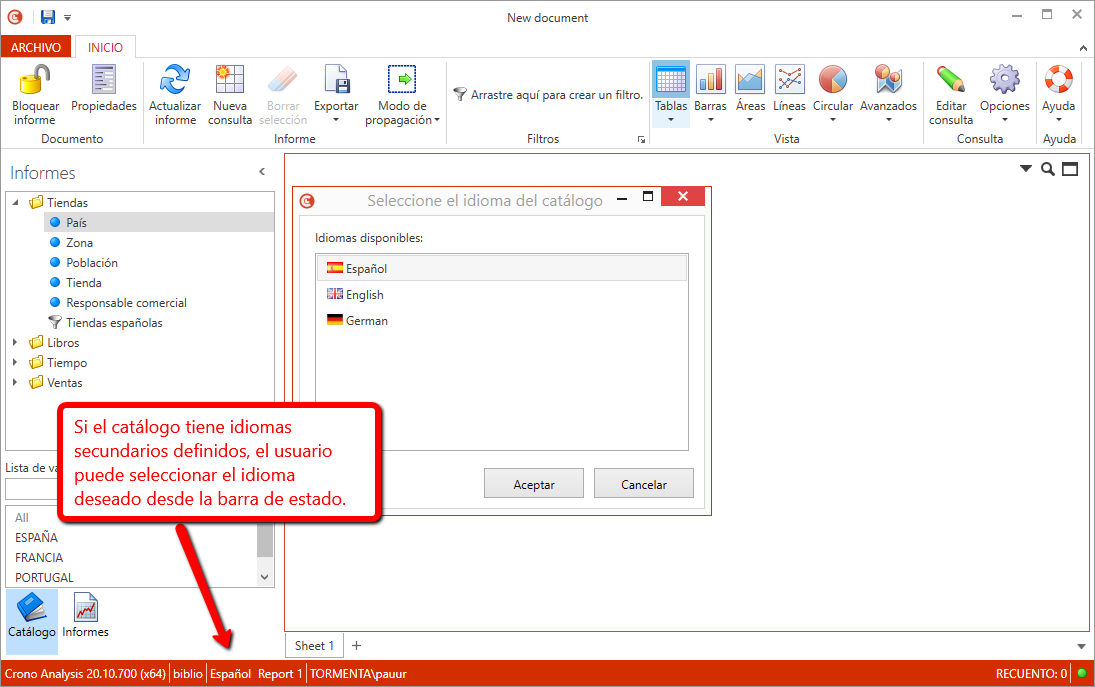 New document
ARCHIVO
INICIO
Bloquear informe
Propiedades
Documento
Actualizar informe
Nueva consulta
Borrar selección
Exportar
Modo de propagación
Informe
Arrastre aquí para crear un filtro.
Filtros
Tablas
Barras
Áreas
Líneas
Circular
Avanzados
Vista
Editar consulta
Opciones
Consulta
Ayuda
Ayuda
Informes
Tiendas
País
Zona
Población
Tienda
Responsable comercial
Tiendas españolas
Libros
Tiempo
Ventas
Seleccione el idioma del catálogo
Idiomas disponibles:
Español
English
German
Aceptar
Cancelar
Si el catálogo tiene idiomas
secundarios definidos, el usuario
puede seleccionar el idioma
deseado desde la barra de estado.
Lista de
All
ESPAÑA
FRANCIA
PORTUGAL
Catálogo
Informes
Sheet 1
Crono Analysis 20.10.700 (x64) biblio Español Report 1 TORMENTA\pauur
RECUENTO: 0